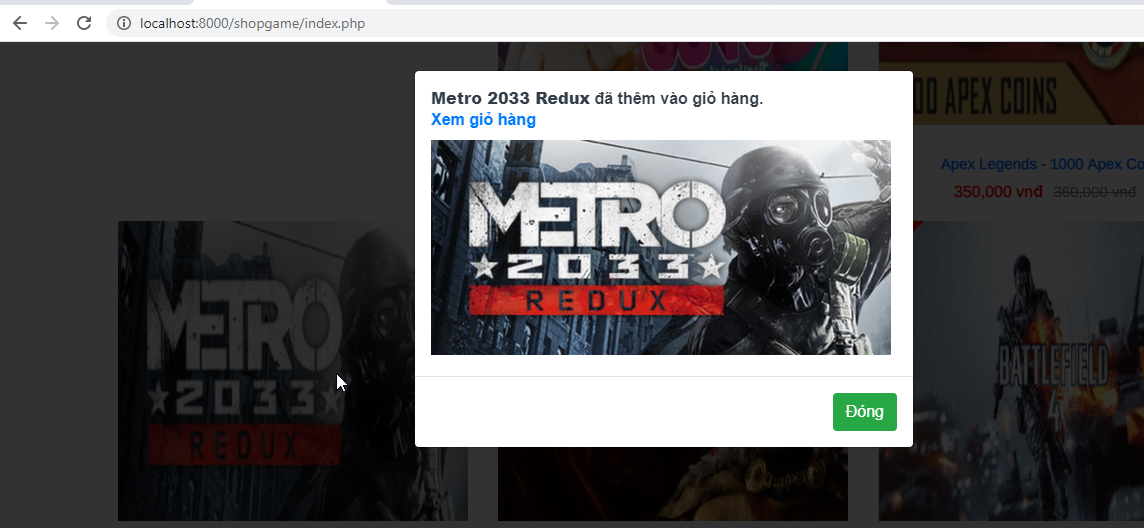 localhost:8000/shopgame/index.php
Metro 2033 Redux đã thêm vào giỏ hàng.
Xem giỏ hàng
METRO
2033
REDUX
Đóng
00 APEX COINS
Apex Legends - 1000 Apex Co
350,000 vnđ 360,000 vnđ
METRO
2033
REDUX
BATTLEFIELD
4